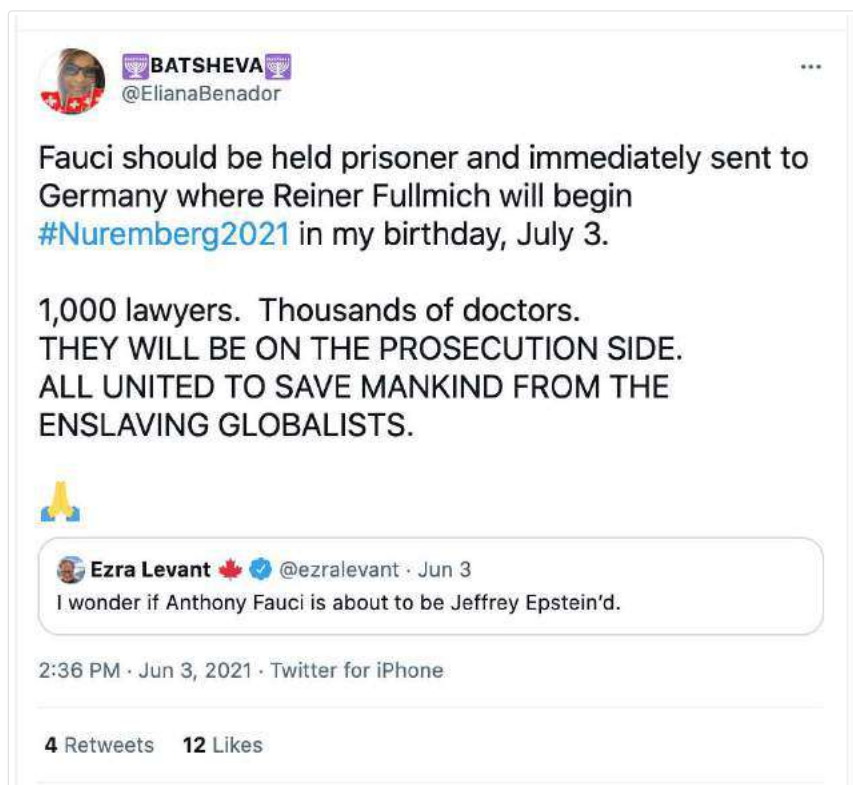 🕎BATSHEVA🕎
@ElianaBenador
Fauci should be held prisoner and immediately sent to
Germany where Reiner Fullmich will begin
#Nuremberg2021 in my birthday, July 3.
1,000 lawyers.  Thousands of doctors.
THEY WILL BE ON THE PROSECUTION SIDE.
ALL UNITED TO SAVE MANKIND FROM THE
ENSLAVING GLOBALISTS.
🙏
Ezra Levant 🍁 @ezralevant · Jun 3
I wonder if Anthony Fauci is about to be Jeffrey Epstein'd.
2:36 PM · Jun 3, 2021 · Twitter for iPhone
4 Retweets 12 Likes